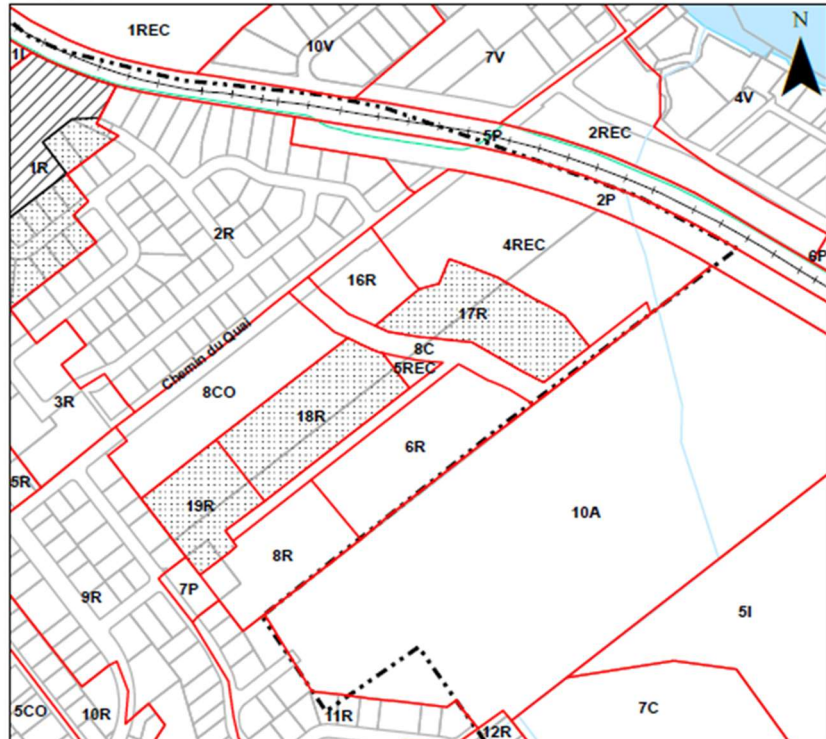 N
1REC
10V
7V
1I
4V
5P
2REC
1R
2P
2R
4REC
6P
16R
17R
8C
5REC
Chemin du Quai
8CO
3R
18R
6R
5R
19R
10A
8R
7P
9R
5I
5CO
10R
11R
7C
12R